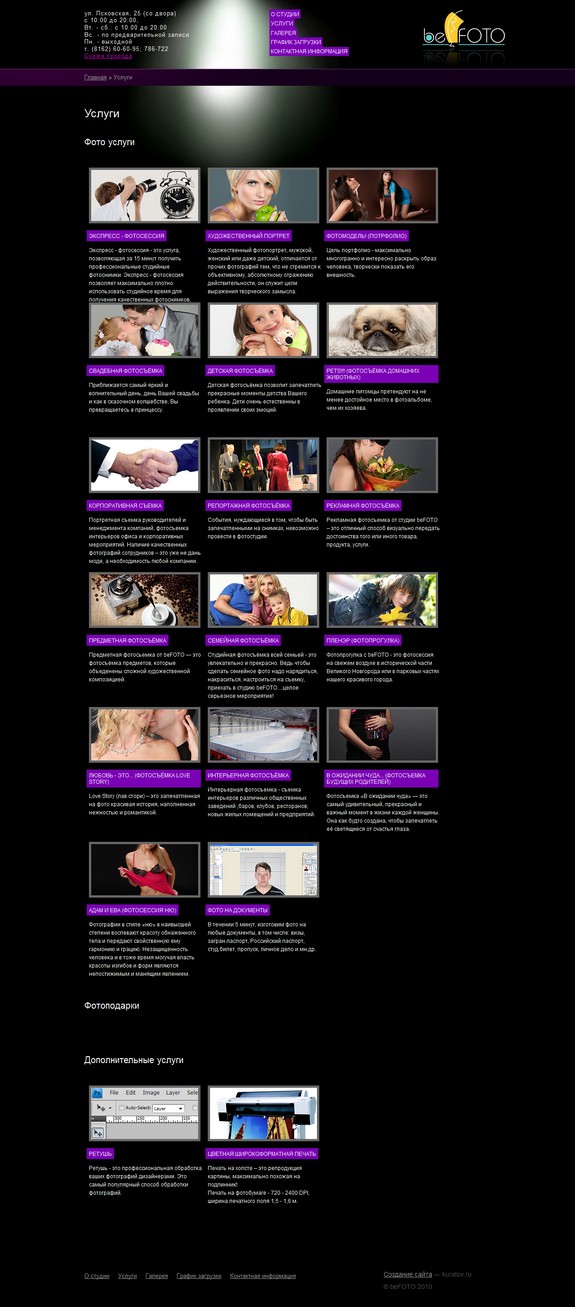 ул. Псковская, 25 (со двора)
с 10:00 до 20:00.
Вт. - сб.: с 10.00 до 20.00
Вс. - по предварительной записи
Пн. - выходной
т. (8162) 60-60-95; 786-722
Схема проезда
О СТУДИИ
УСЛУГИ
ГАЛЕРЕЯ
ГРАФИК ЗАГРУЗКИ
КОНТАКТНАЯ ИНФОРМАЦИЯ
beFOTO
Главная » Услуги
Услуги
Фото услуги
ЭКСПРЕСС - ФОТОСЕССИЯ
Экспресс - фотосессия - это услуга,
позволяющая за 15 минут получить
профессиональные студийные
фотоснимки. Экспресс - фотосессия
позволяет максимально плотно
использовать студийное время для
получения качественных фотоснимков,
ХУДОЖЕСТВЕННЫЙ ПОРТРЕТ
Художественный фотопортрет, мужской,
женский или даже детский, отличается от
прочих фотографий тем, что не стремится к
объективному, абсолютному отражению
действительности, он служит цели
выражения творческого замысла.
ФОТОМОДЕЛЬ! (ПОТРФОЛИО)
Цель портфолио - максимально
многогранно и интересно раскрыть образ
человека, творчески показать его
внешность.
СВАДЕБНАЯ ФОТОСЪЁМКА
Приближается самый яркий и
волнительный день, день Вашей свадьбы
и как в сказочном волшебстве, Вы
превращаетесь в принцессу.
ДЕТСКАЯ ФОТОСЪЁМКА
Детская фотосъёмка позволит запечатлеть
прекрасные моменты детства Вашего
ребенка. Дети очень естественны в
проявлении своих эмоций.
PETS!!!! (ФОТОСЪЁМКА ДОМАШНИХ
ЖИВОТНЫХ)
Домашние питомцы претендуют на не
менее достойное место в фотоальбоме,
чем их хозяева.
КОРПОРАТИВНАЯ СЪЕМКА
Портретная съемка руководителей и
менеджмента компаний, фотосъемка
интерьеров офиса и корпоративных
мероприятий. Наличие качественных
фотографий сотрудников – это уже не дань
моде, а необходимость любой компании.
РЕПОРТАЖНАЯ ФОТОСЪЁМКА
События, нуждающиеся в том, чтобы быть
запечатленными на снимках, невозможно
провести в фотостудии.
РЕКЛАМНАЯ ФОТОСЪЁМКА
Рекламная фотосъемка от студии beFOTO
– это отличный способ визуально передать
достоинства того или иного товара,
продукта, услуги.
ПРЕДМЕТНАЯ ФОТОСЪЁМКА
Предметная фотосъемка от beFOTO — это
фотосъёмка предметов, которые
объеденены сложной художественной
композицией.
СЕМЕЙНАЯ ФОТОСЪЁМКА
Студийная фотосъёмка всей семьей - это
увлекательно и прекрасно. Ведь чтобы
сделать семейное фото надо нарядиться,
накраситься, настроиться на съемку,
приехать в студию beFOTO....целое
серьезное мероприятие!
ПЛЕНЭР (ФОТОПРОГУЛКА)
Фотопрогулка с beFOTO - это фотосессия
на свежем воздухе в исторической части
Великого Новгорода или в парковых частях
нашего красивого города.
ЛЮБОВЬ - ЭТО... (ФОТОСЪЁМКА LOVE
STORY)
Love Story (лав стори) – это запечатленная
на фото красивая история, наполненная
нежностью и романтикой.
ИНТЕРЬЕРНАЯ ФОТОСЪЁМКА
Интерьерная фотосъемка - съемка
интерьеров различных общественных
заведений ,баров, клубов, ресторанов;
новых жилых помещений и предприятий.
В ОЖИДАНИИ ЧУДА... (ФОТОСЪЕМКА
БУДУЩИХ РОДИТЕЛЕЙ)
Фотосъемка «В ожидании чуда» — это
самый удивительный, прекрасный и
важный момент в жизни каждой женщины.
Она как будто создана, чтобы запечатлеть
её светящиеся от счастья глаза.
АДАМ И ЕВА (ФОТОСЕССИЯ НЮ)
Фотографии в стиле «ню» в наивысшей
степени воспевают красоту обнаженного
тела и передают свойственную ему
гармонию и грацию. Незащищенность
человека и в тоже время могучая власть
красоты изгибов и форм являются
непостижимым и манящим явлением.
ФОТО НА ДОКУМЕНТЫ
В течении 5 минут, изготовим фото на
любые документы, в том числе: визы,
загран.паспорт, Российский паспорт,
студ.билет, пропуск, личное дело и мн.др.
Фотоподарки
Дополнительные услуги
File Edit Image Layer Sele
Auto-Select: Layer
РЕТУШЬ
Ретушь - это профессиональная обработка
ваших фотографий дизайнерами. Это
самый популярный способ обработки
фотографий.
ЦВЕТНАЯ ШИРОКОФОРМАТНАЯ ПЕЧАТЬ
Печать на холсте – это репродукция
картины, максимально похожая на
подлинник!
Печать на фотобумаге - 720 - 2400 DPI,
ширина печатного поля 1,5 - 1,6 м.
О студии Услуги Галерея График загрузки Контактная информация
Создание сайта — kuratov.ru
© beFOTO 2010